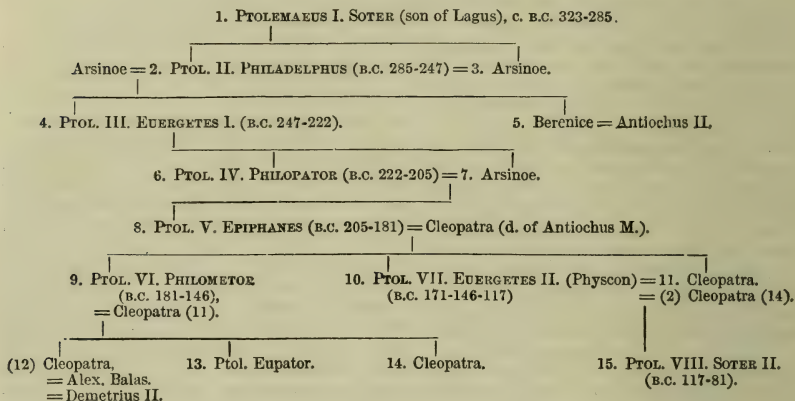 1. PTOLEMAEUS I. SOTER (son of Lagus), c. B.C. 323-285.
Arsinoe = 2. PTOL. II. PHILADELPHUS (B.C. 285-247) = 3. Arsinoe.
4. PTOL. III. EUERGETES I. (B.C. 247-222). 5. Berenice = Antiochus II.
6. PTOL. IV. PHILOPATOR (B.C. 222-205) = 7. Arsinoe.
8. PTOL. V. EPIPHANES (B.C. 205-181) = Cleopatra (d. of Antiochus M.).
9. PTOL. VI. PHILOMETOR 10. PTOL. VII. EUERGETES II. (Physcon) = 11. Cleopatra.
(B.C. 181-146), (B.C. 171-146-117) = (2) Cleopatra (14).
= Cleopatra (11).
(12) Cleopatra, 13. Ptol. Eupator. 14. Cleopatra. 15. PTOL. VIII. SOTER II.
= Alex. Balas. (B.C. 117-81).
= Demetrius II.